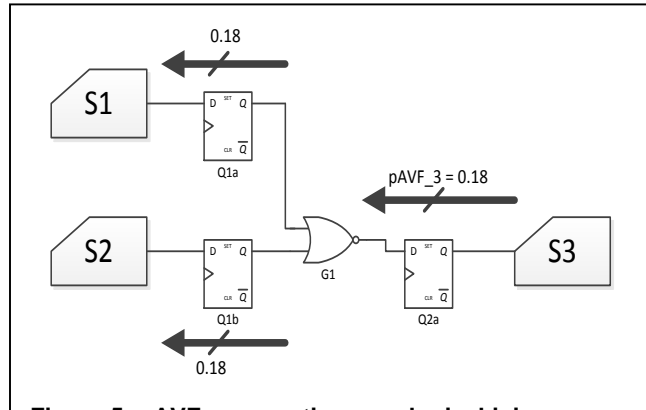 0.18
S1
D SET Q
CLR Q
Q1a
pAVF_3 = 0.18
S2
D SET Q
CLR Q
Q1b
G1
D SET Q
CLR Q
Q2a
S3
0.18